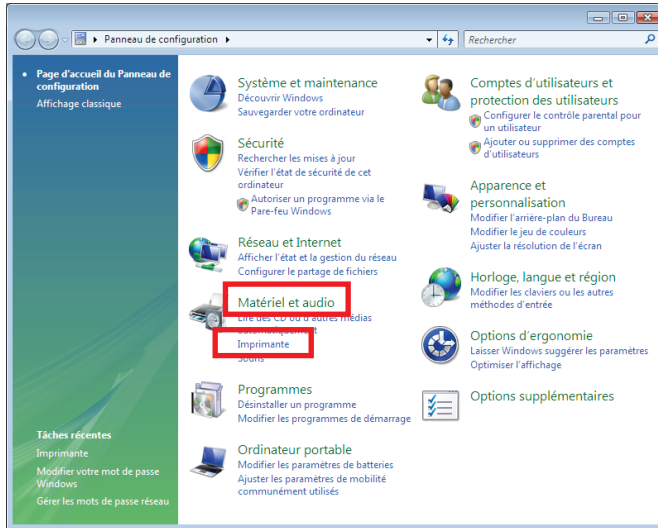 Panneau de configuration
Rechercher
Page d'accueil du Panneau de
configuration
Affichage classique
Tâches récentes
Imprimante
Modifier votre mot de passe
Windows
Gérer les mots de passe réseau
Système et maintenance
Découvrir Windows
Sauvegarder votre ordinateur
Sécurité
Rechercher les mises à jour
Vérifier l'état de sécurité de cet
ordinateur
Autoriser un programme via le
Pare-feu Windows
Réseau et Internet
Afficher l'état et la gestion du réseau
Configurer le partage de fichiers
Matériel et audio
Lire des CD ou d'autres médias
automatiquement
Imprimante
Souris
Programmes
Désinstaller un programme
Modifier les programmes de démarrage
Ordinateur portable
Modifier les paramètres de batteries
Ajuster les paramètres de mobilité
communément utilisés
Comptes d'utilisateurs et
protection des utilisateurs
Configurer le contrôle parental pour
un utilisateur
Ajouter ou supprimer des comptes
d'utilisateurs
Apparence et
personnalisation
Modifier l'arrière-plan du Bureau
Modifier le jeu de couleurs
Ajuster la résolution de l'écran
Horloge, langue et région
Modifier les claviers ou les autres
méthodes d'entrée
Options d'ergonomie
Laisser Windows suggérer les paramètres
Optimiser l'affichage
Options supplémentaires